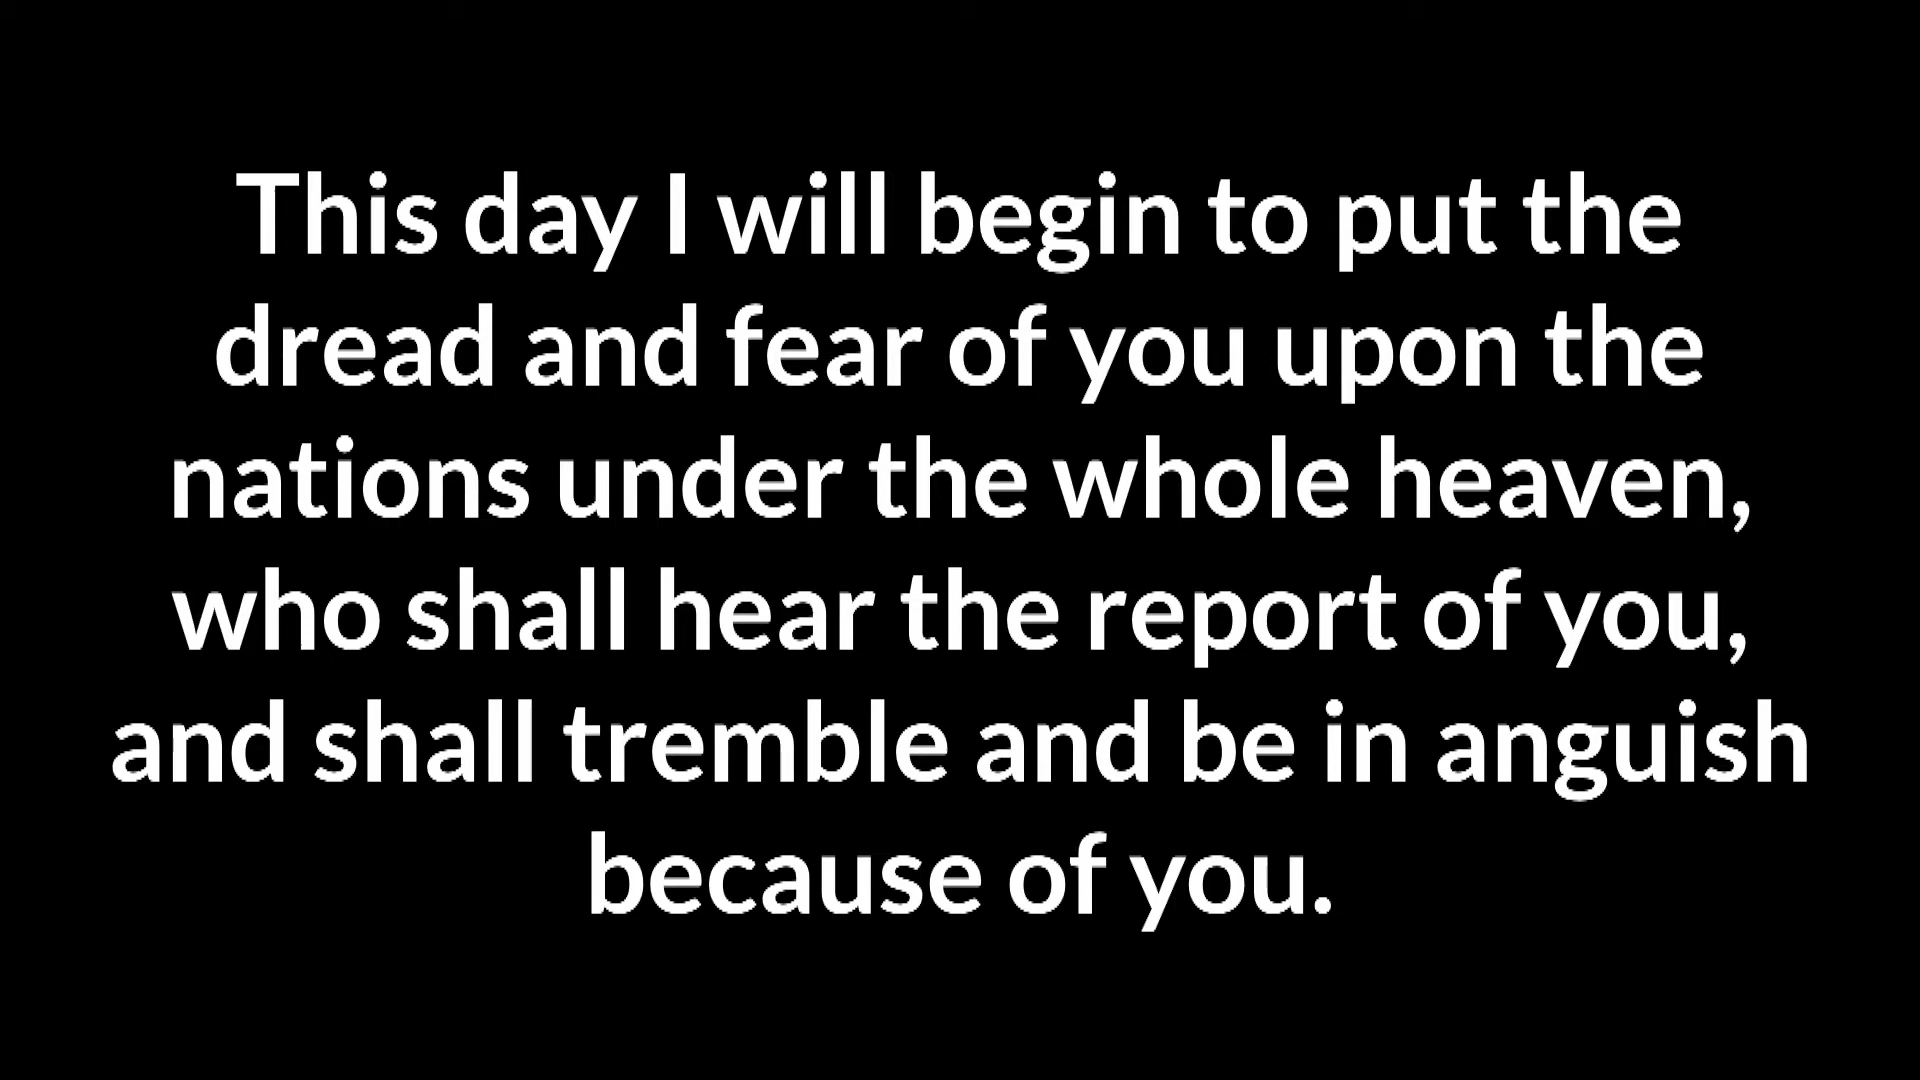 This day I will begin to put the
dread and fear of you upon the
nations under the whole heaven,
who shall hear the report of you,
and shall tremble and be in anguish
because of you.